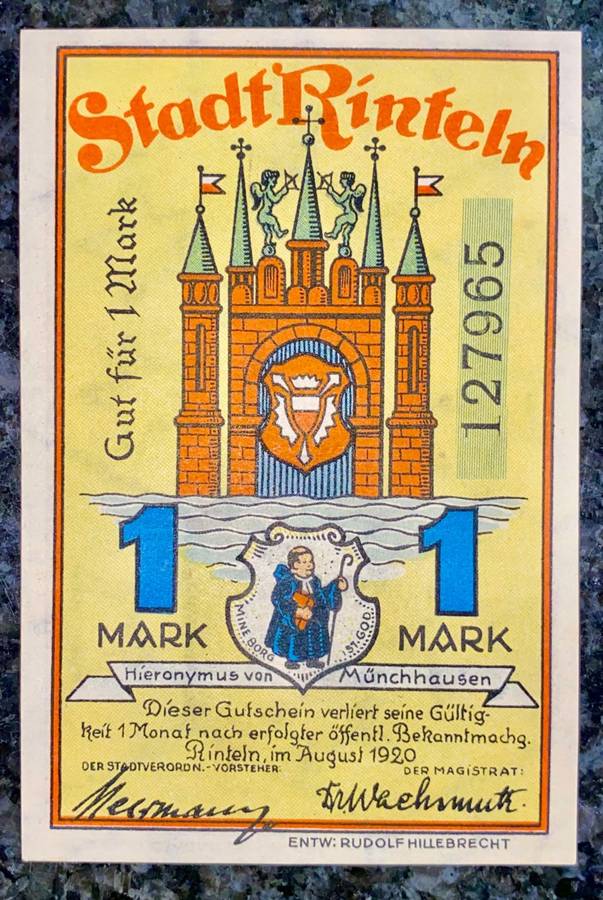 Stadt Rinteln
Gut für 1 Mark
127965
1 1
MARK MARK
MINE BORG
ST. GOD.
Hieronymus von Münchhausen
Dieser Gutschein verliert seine Gültig-
keit 1 Monat nach erfolgter öffentl. Bekanntmachg.
Rinteln, im August 1920
DER STADTVERORDN.-VORSTEHER: DER MAGISTRAT:
Dr Wachsmuth.
ENTW: RUDOLF HILLEBRECHT